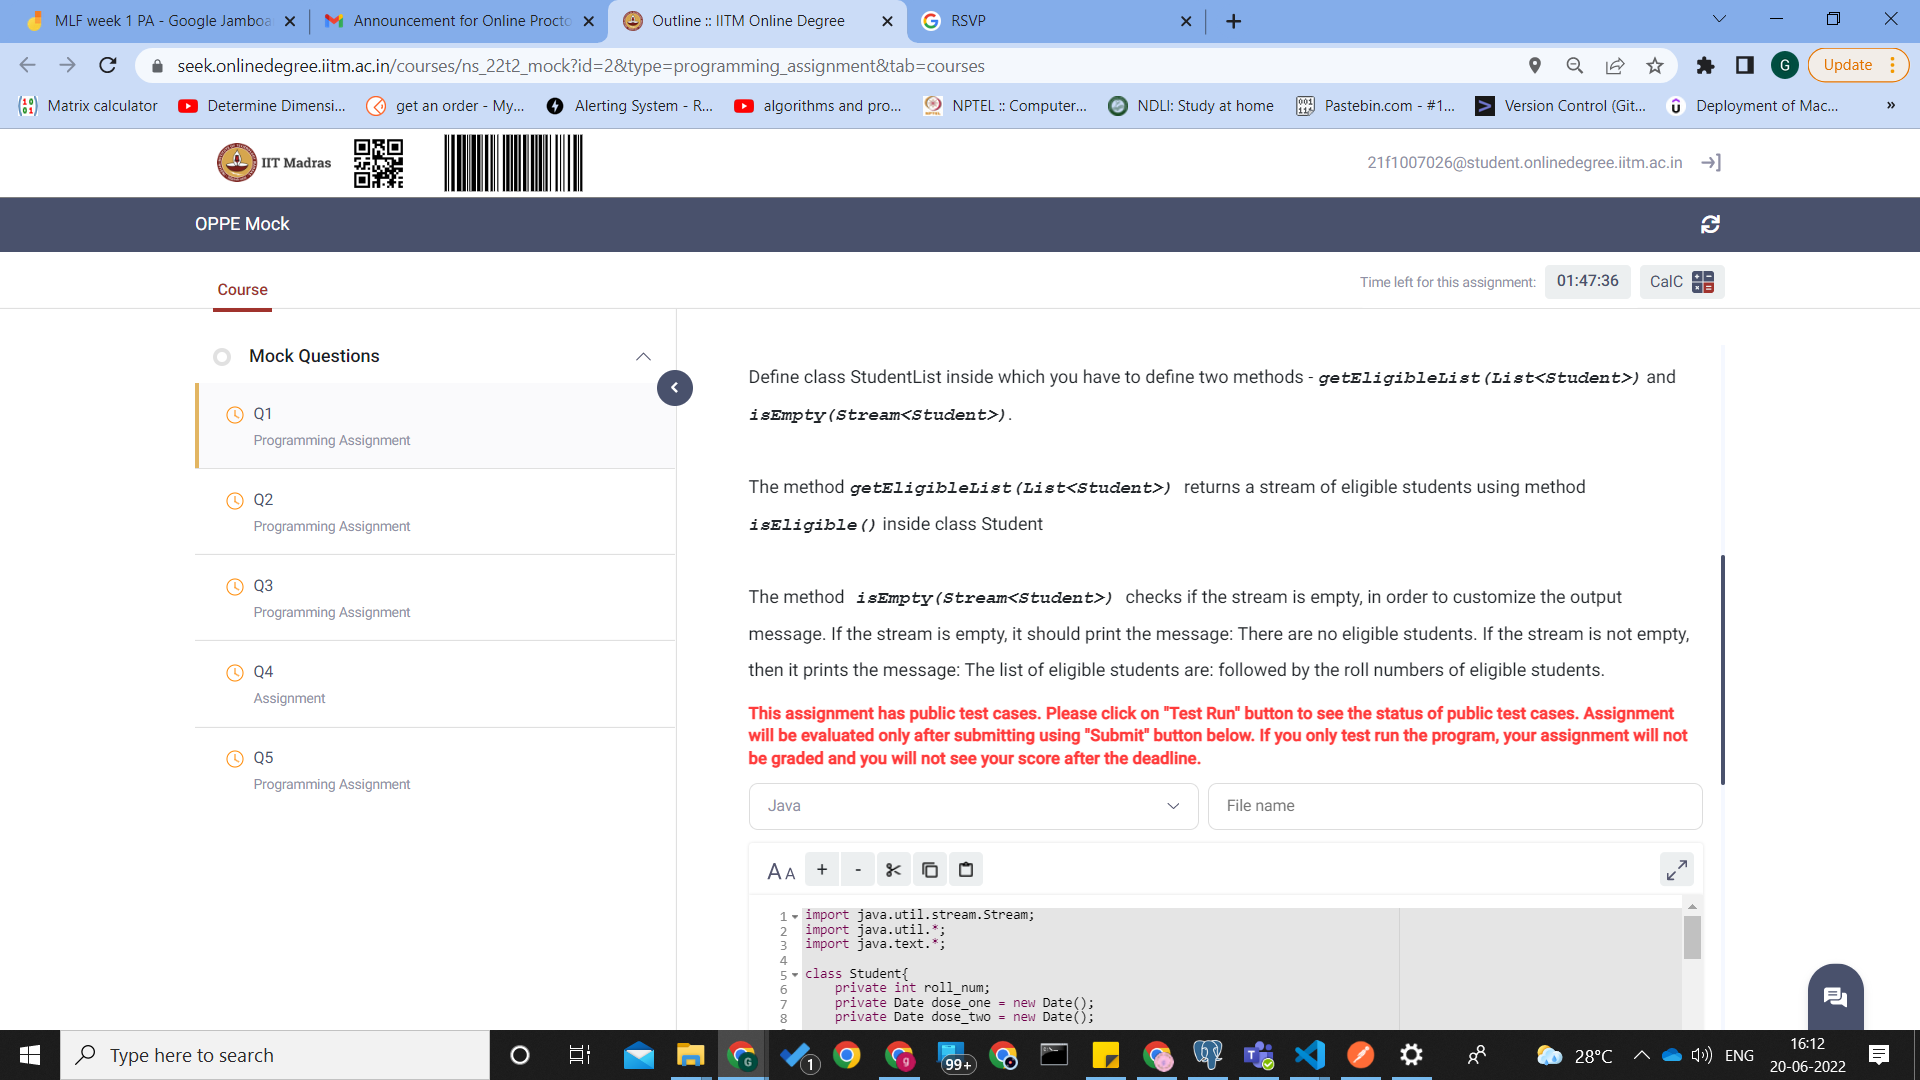 MLF week 1 PA - Google Jamboa
Announcement for Online Procto
Outline :: IITM Online Degree
RSVP
seek.onlinedegree.iitm.ac.in/courses/ns_22t2_mock?id=2&type=programming_assignment&tab=courses
G
Update
Matrix calculator
Determine Dimensi...
get an order - My...
Alerting System - R...
algorithms and pro...
NPTEL :: Computer...
NDLI: Study at home
Pastebin.com - #1...
Version Control (Git...
Deployment of Mac...
»
IIT Madras
21f1007026@student.onlinedegree.iitm.ac.in
OPPE Mock
Course
Time left for this assignment:
01:47:36
CalC
Mock Questions
Q1
Programming Assignment
Q2
Programming Assignment
Q3
Programming Assignment
Q4
Assignment
Q5
Programming Assignment
Define class StudentList inside which you have to define two methods - getEligibleList(List<Student>) and
isEmpty(Stream<Student>).
The method getEligibleList(List<Student>) returns a stream of eligible students using method
isEligible() inside class Student
The method isEmpty(Stream<Student>) checks if the stream is empty, in order to customize the output
message. If the stream is empty, it should print the message: There are no eligible students. If the stream is not empty,
then it prints the message: The list of eligible students are: followed by the roll numbers of eligible students.
This assignment has public test cases. Please click on "Test Run" button to see the status of public test cases. Assignment
will be evaluated only after submitting using "Submit" button below. If you only test run the program, your assignment will not
be graded and you will not see your score after the deadline.
Java
File name
AA
+
-
1 import java.util.stream.Stream;
2 import java.util.*;
3 import java.text.*;
4
5 class Student{
6 private int roll_num;
7 private Date dose_one = new Date();
8 private Date dose_two = new Date();
Type here to search
1
99+
28°C
ENG
16:12
20-06-2022